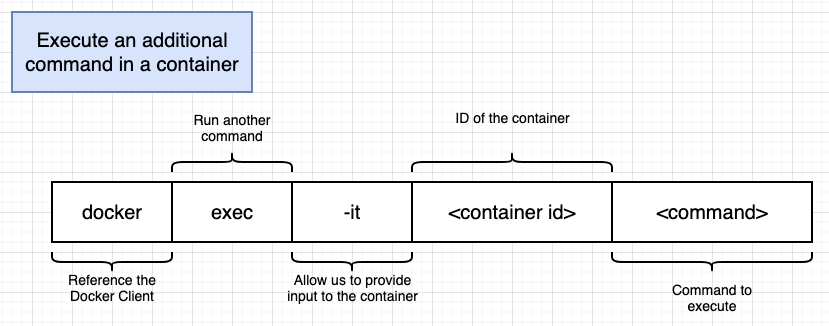 Execute an additional
command in a container
Run another
command
ID of the container
docker
exec
-it
<container id>
<command>
Reference the
Docker Client
Allow us to provide
input to the container
Command to
execute